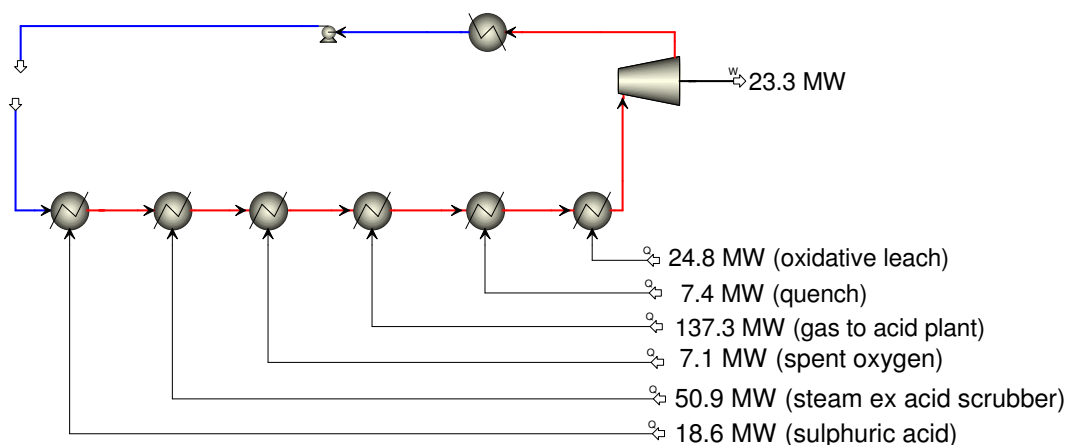 W
23.3 MW
Q
24.8 MW (oxidative leach)
Q
7.4 MW (quench)
Q
137.3 MW (gas to acid plant)
Q
7.1 MW (spent oxygen)
Q
50.9 MW (steam ex acid scrubber)
Q
18.6 MW (sulphuric acid)